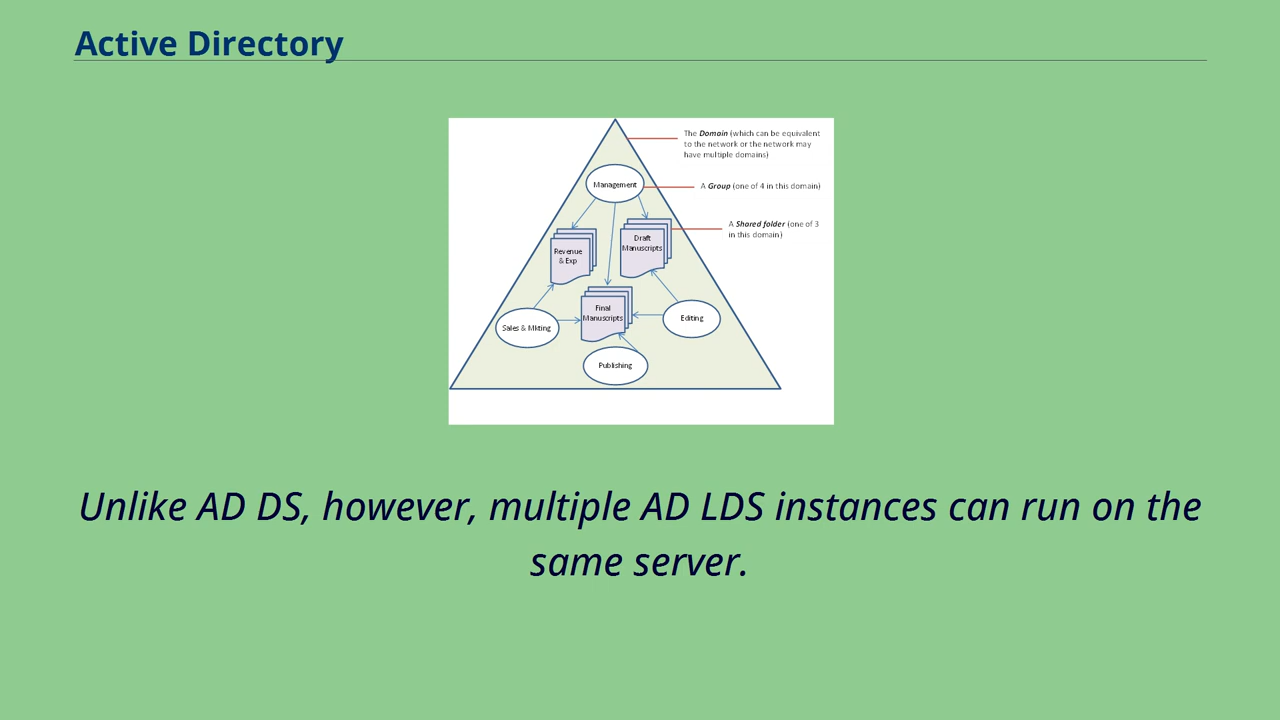 Active Directory
The Domain (which can be equivalent
to the network or the network may
have multiple domains)
Management
A Group (one of 4 in this domain)
A Shared folder (one of 3
in this domain)
Revenue
& Exp
Draft
Manuscripts
Final
Manuscripts
Sales & Mkting
Editing
Publishing
Unlike AD DS, however, multiple AD LDS instances can run on the
same server.